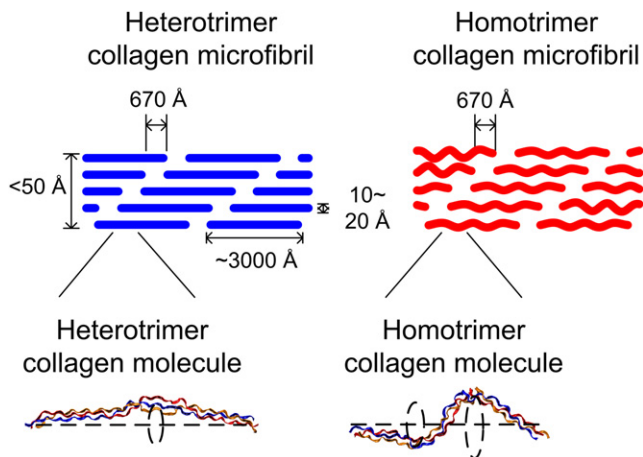 Heterotrimer
collagen microfibril
Homotrimer
collagen microfibril
670 Å
670 Å
<50 Å
10~
20 Å
~3000 Å
Heterotrimer
collagen molecule
Homotrimer
collagen molecule